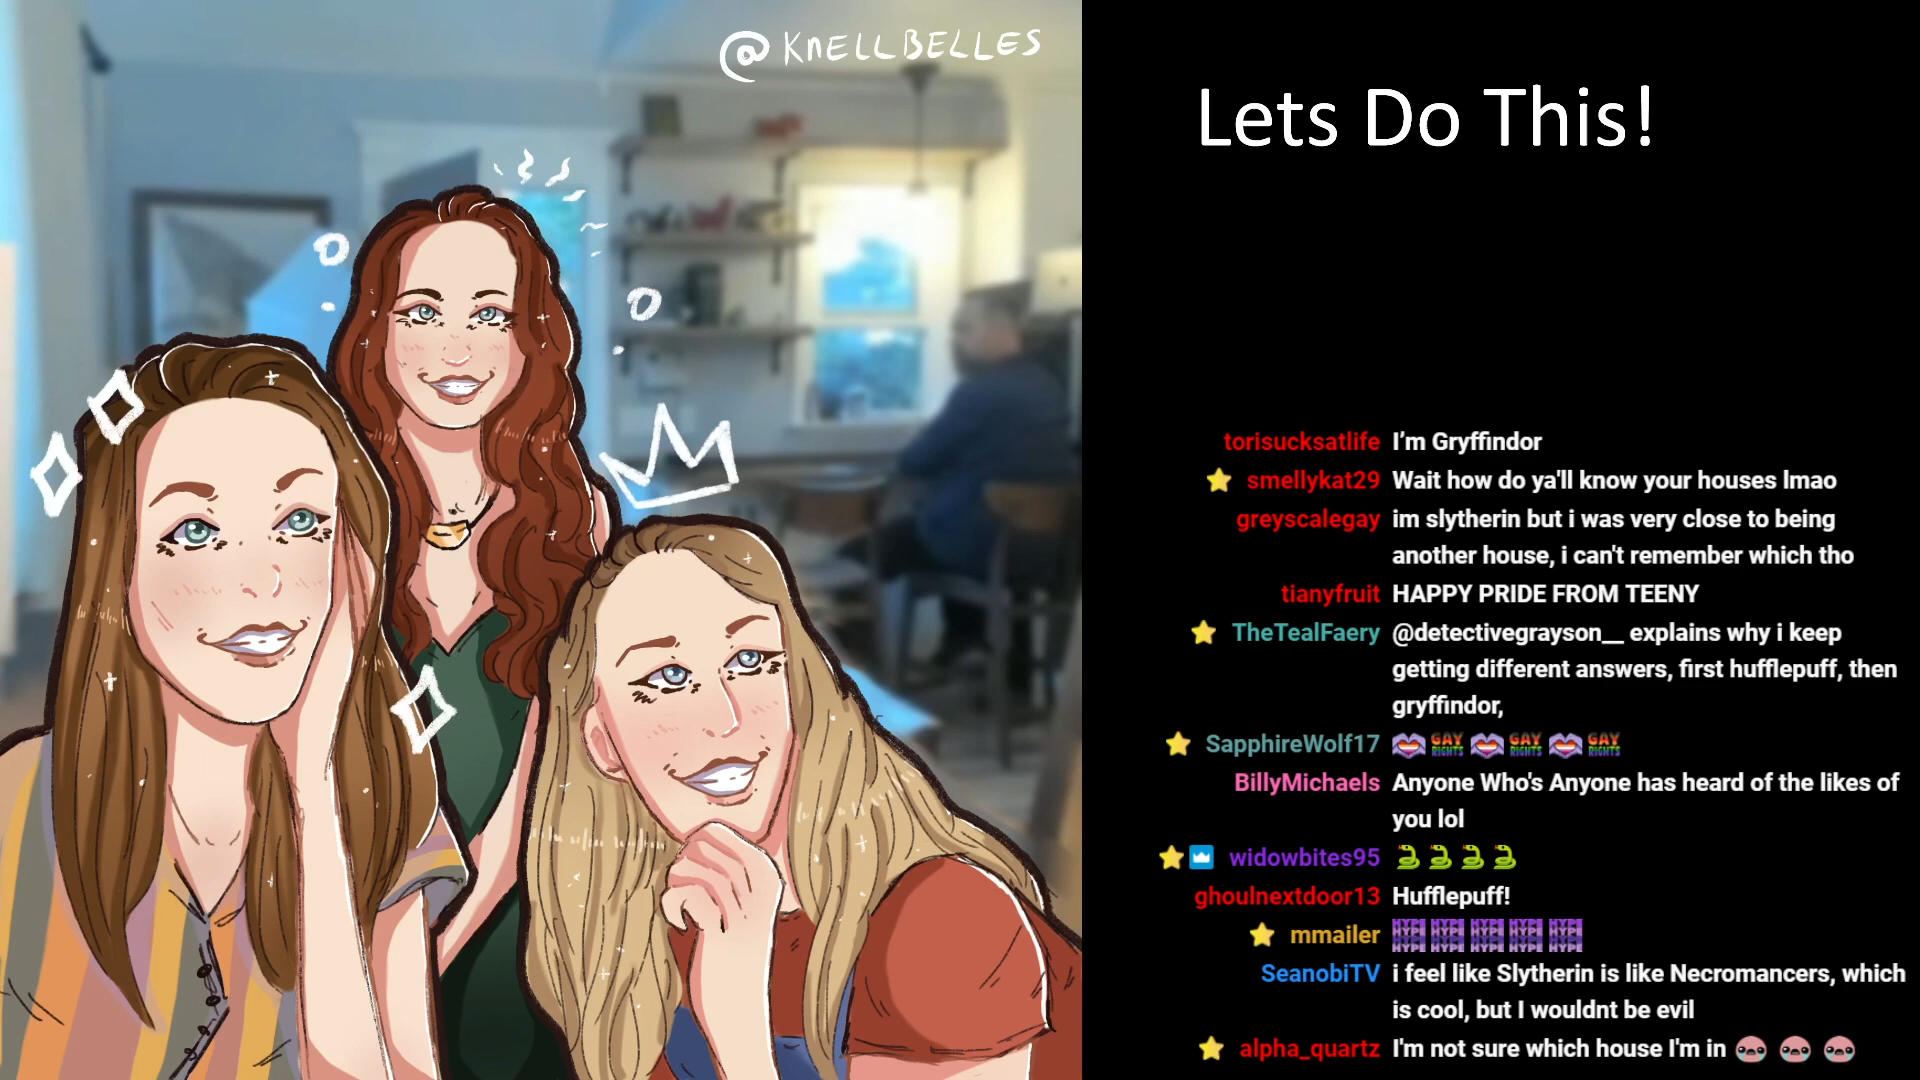 @KNELLBELLES
Lets Do This!
torisucksatlife I'm Gryffindor
smellykat29 Wait how do ya'll know your houses lmao
greyscalegay im slytherin but i was very close to being
another house, i can't remember which tho
tianyfruit HAPPY PRIDE FROM TEENY
TheTealFaery @detectivegrayson__ explains why i keep
getting different answers, first hufflepuff, then
gryffindor,
SapphireWolf17 GAY RIGHTS GAY RIGHTS GAY RIGHTS
BillyMichaels Anyone Who's Anyone has heard of the likes of
you lol
widowbites95
ghoulnextdoor13 Hufflepuff!
mmailer HYPE HYPE HYPE HYPE HYPE
SeanobiTV i feel like Slytherin is like Necromancers, which
is cool, but I wouldnt be evil
alpha_quartz I'm not sure which house I'm in